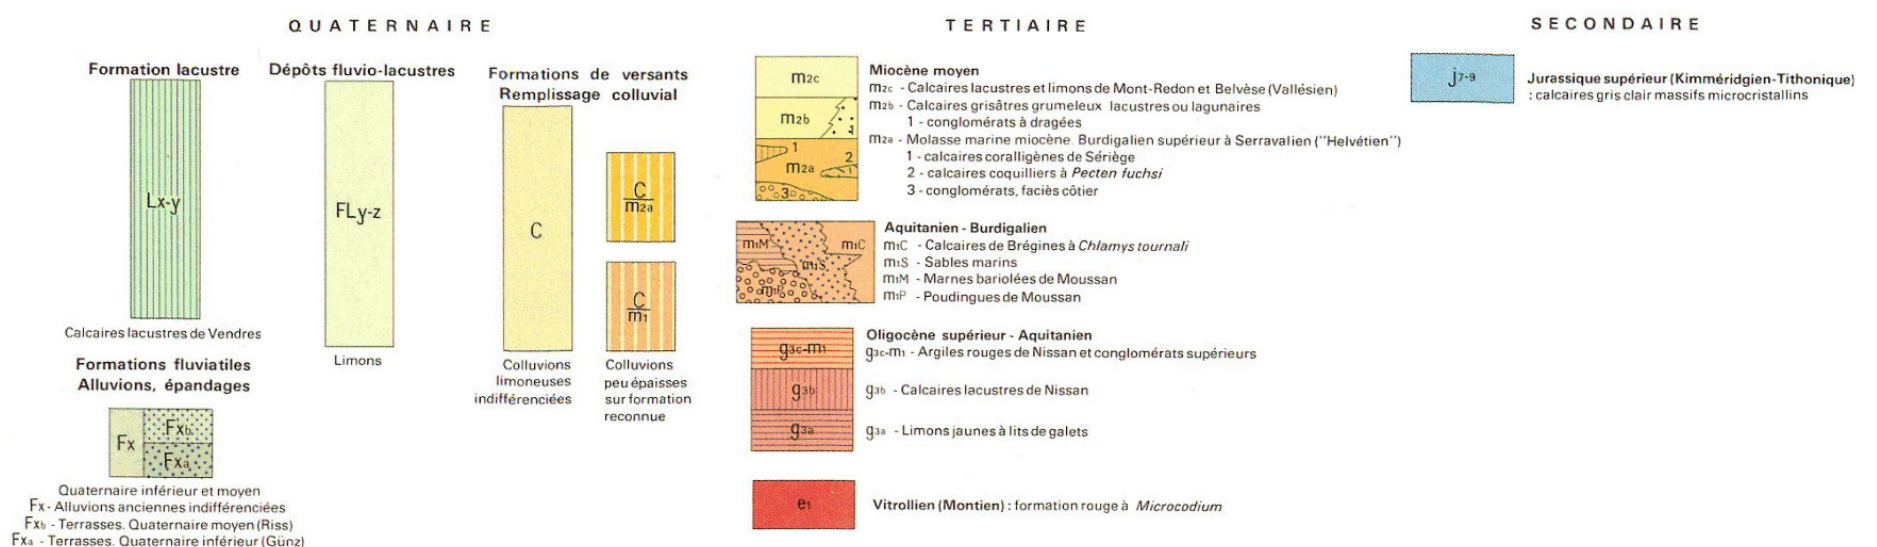 QUATERNAIRE
Formation lacustre
Lx-y
Calcaires lacustres de Vendres
Formations fluviatiles
Alluvions, épandages
Fx
Fxb
Fxa
Quaternaire inférieur et moyen
Fx - Alluvions anciennes indifférenciées
Fxb - Terrasses. Quaternaire moyen (Riss)
Fxa - Terrasses. Quaternaire inférieur (Günz)
Dépôts fluvio-lacustres
FLy-z
Limons
Formations de versants
Remplissage colluvial
C
Colluvions
limoneuses
indifférenciées
C
m2a
C
m1
Colluvions
peu épaisses
sur formation
reconnue
TERTIAIRE
m2c
m2b
1
1
m2a
2
3
Miocène moyen
m2c - Calcaires lacustres et limons de Mont-Redon et Belvèse (Vallésien)
m2b - Calcaires grisâtres grumeleux lacustres ou lagunaires
1 - conglomérats à dragées
m2a - Molasse marine miocène. Burdigalien supérieur à Serravalien ("Helvétien")
1 - calcaires coralligènes de Sériège
2 - calcaires coquilliers à Pecten fuchsi
3 - conglomérats, faciès côtier
m1M
m1C
m1S
m1P
Aquitanien - Burdigalien
m1C - Calcaires de Brégines à Chlamys tournali
m1S - Sables marins
m1M - Marnes bariolées de Moussan
m1P - Poudingues de Moussan
g3c-m1
g3b
g3a
Oligocène supérieur - Aquitanien
g3c-m1 - Argiles rouges de Nissan et conglomérats supérieurs
g3b - Calcaires lacustres de Nissan
g3a - Limons jaunes à lits de galets
e1
Vitrollien (Montien) : formation rouge à Microcodium
SECONDAIRE
j7-9
Jurassique supérieur (Kimméridgien-Tithonique)
: calcaires gris clair massifs microcristallins